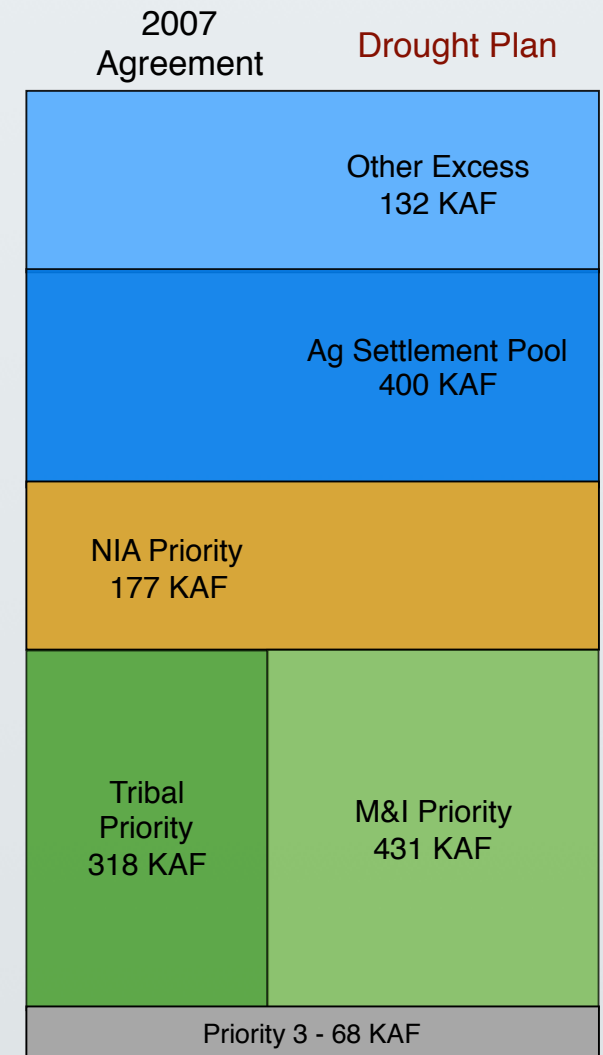 2007
Agreement
Drought Plan
Other Excess
132 KAF
Ag Settlement Pool
400 KAF
NIA Priority
177 KAF
Tribal
Priority
318 KAF
M&I Priority
431 KAF
Priority 3 - 68 KAF